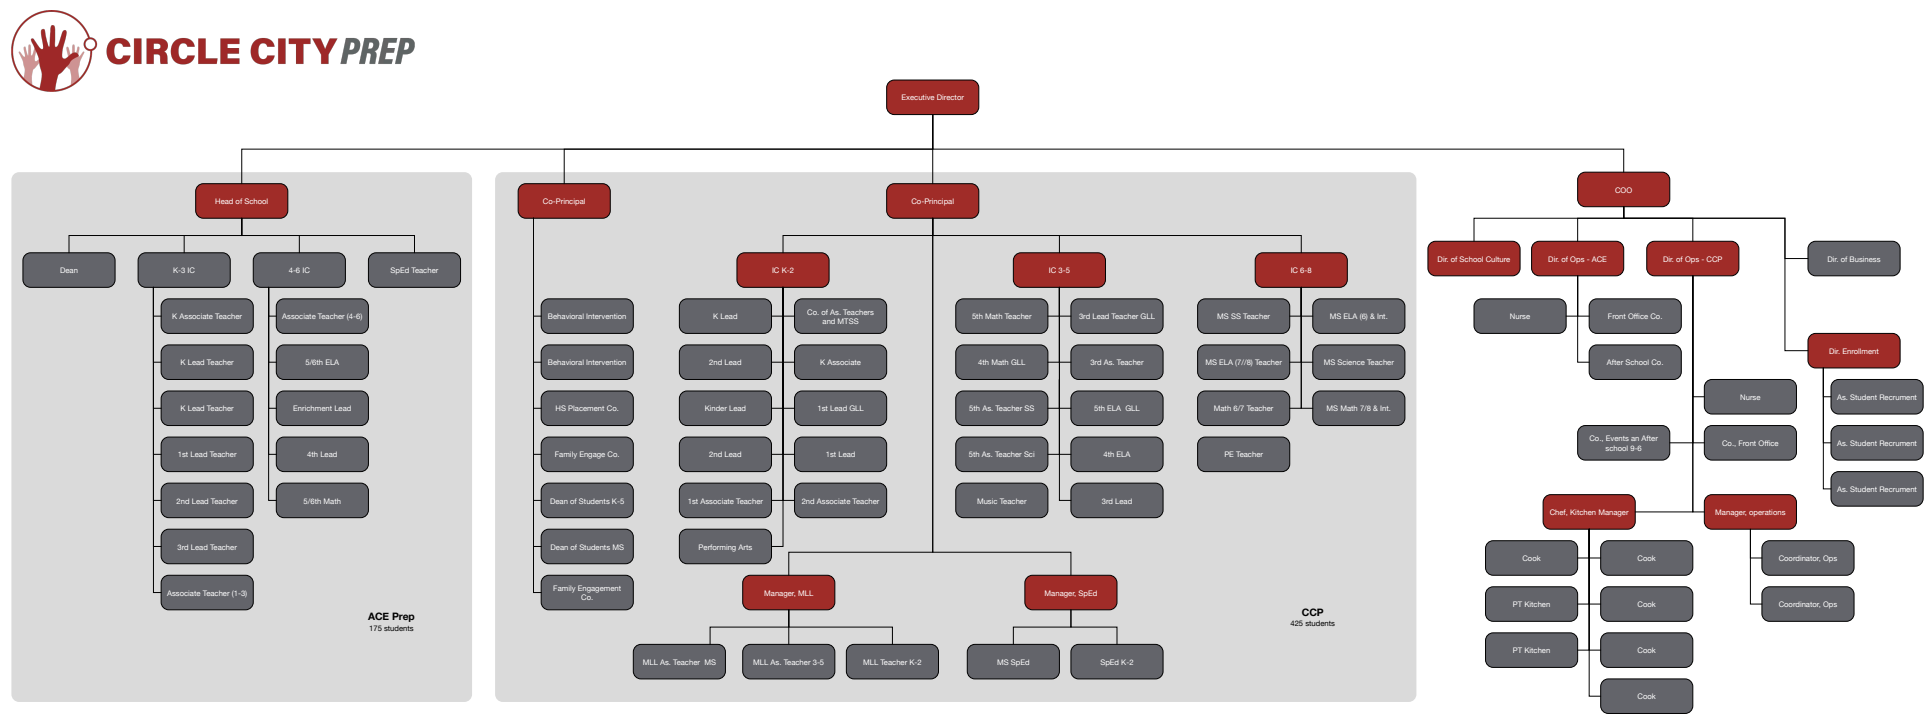 CIRCLE CITY PREP
Executive Director
Head of School
Co-Principal
Co-Principal
COO
Dean
K-3 IC
4-6 IC
SpEd Teacher
K Associate Teacher
K Lead Teacher
K Lead Teacher
1st Lead Teacher
2nd Lead Teacher
3rd Lead Teacher
Associate Teacher (1-3)
Associate Teacher (4-6)
5/6th ELA
Enrichment Lead
4th Lead
5/6th Math
ACE Prep
175 students
Behavioral Intervention
Behavioral Intervention
HS Placement Co.
Family Engage Co.
Dean of Students K-5
Dean of Students MS
Family Engagement
Co.
IC K-2
K Lead
Co. of As. Teachers
and MTSS
2nd Lead
K Associate
Kinder Lead
1st Lead GLL
2nd Lead
1st Lead
1st Associate Teacher
2nd Associate Teacher
Performing Arts
IC 3-5
5th Math Teacher
3rd Lead Teacher GLL
4th Math GLL
3rd As. Teacher
5th As. Teacher SS
5th ELA  GLL
5th As. Teacher Sci
4th ELA
Music Teacher
3rd Lead
IC 6-8
MS SS Teacher
MS ELA (6) & Int.
MS ELA (7//8) Teacher
MS Science Teacher
Math 6/7 Teacher
MS Math 7/8 & Int.
PE Teacher
Manager, MLL
MLL As. Teacher  MS
MLL As. Teacher 3-5
MLL Teacher K-2
Manager, SpEd
MS SpEd
SpEd K-2
CCP
425 students
Dir. of School Culture
Dir. of Ops - ACE
Dir. of Ops - CCP
Dir. of Business
Nurse
Front Office Co.
After School Co.
Dir. Enrollment
As. Student Recrument
As. Student Recrument
As. Student Recrument
Nurse
Co., Events an After
school 9-6
Co., Front Office
Chef, Kitchen Manager
Manager, operations
Cook
Cook
PT Kitchen
Cook
PT Kitchen
Cook
Cook
Coordinator, Ops
Coordinator, Ops